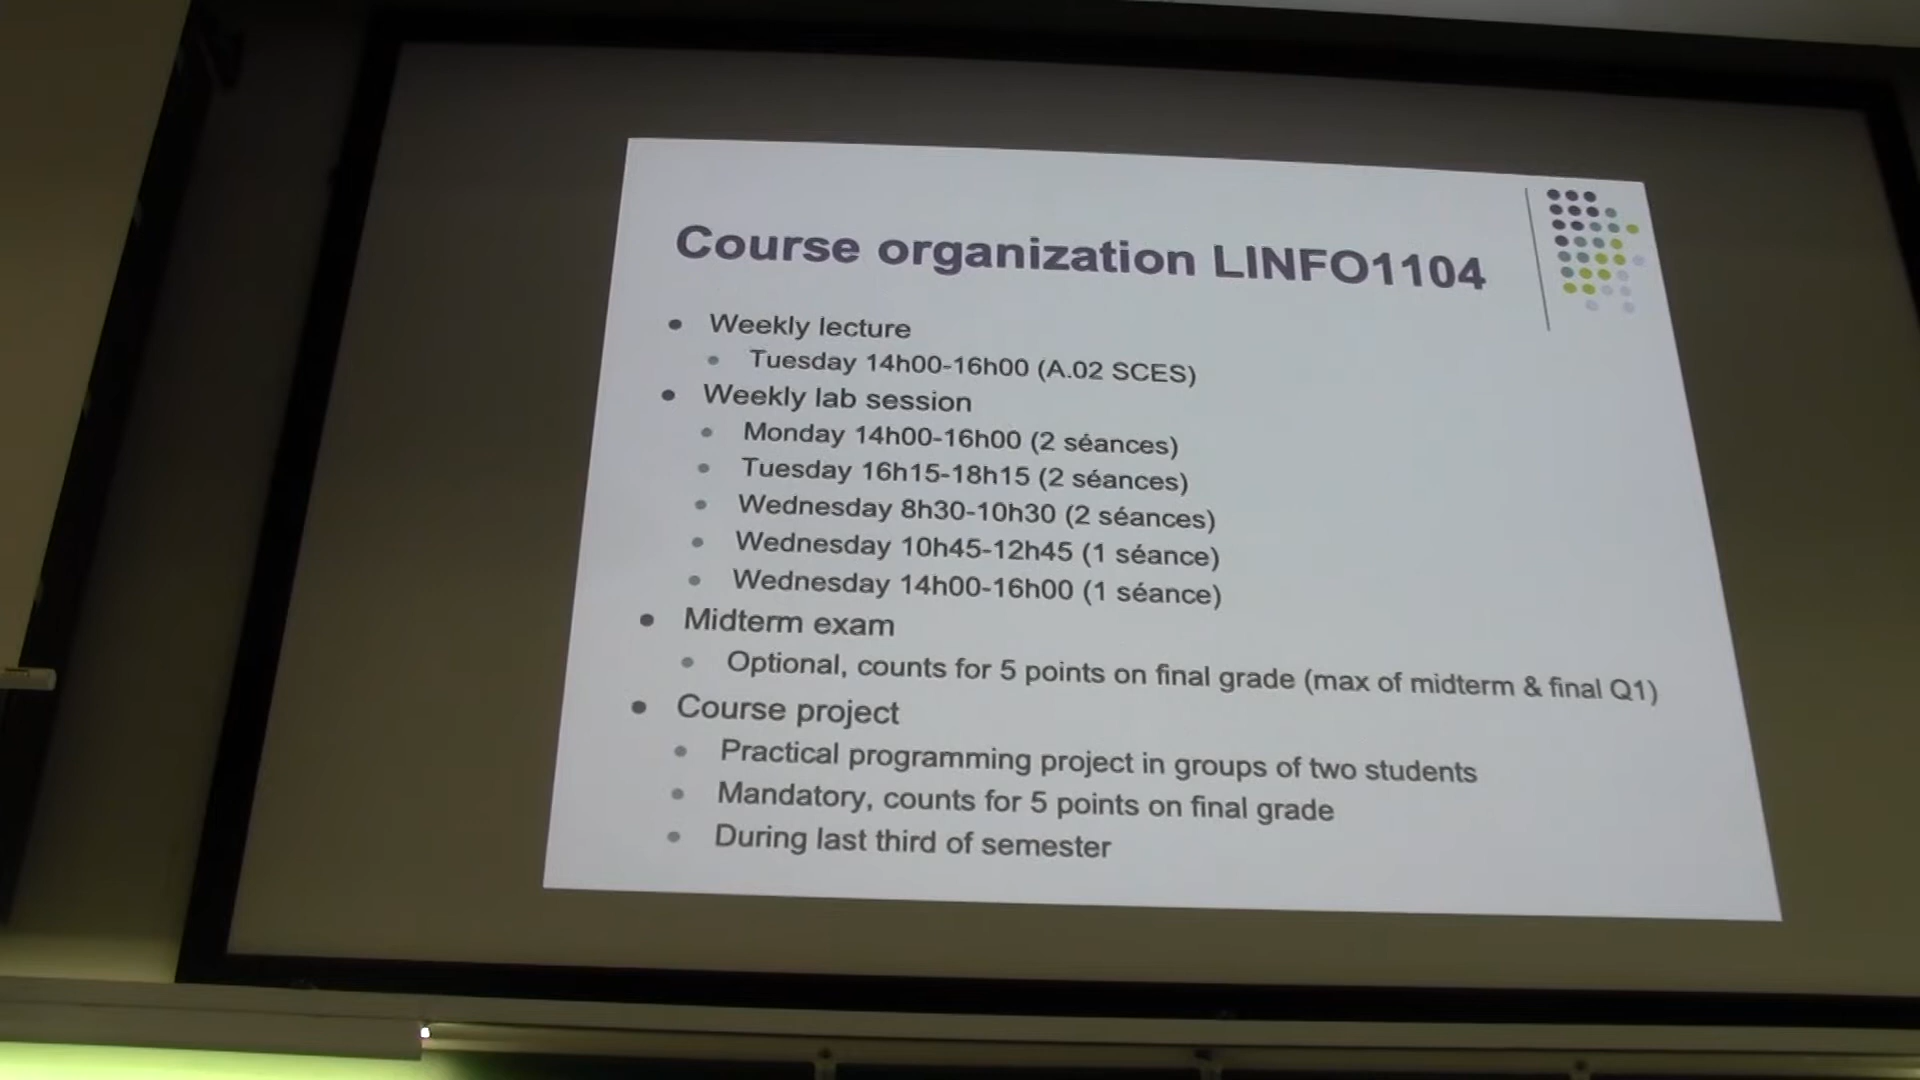 Course organization LINFO1104
Weekly lecture
Tuesday 14h00-16h00 (A.02 SCES)
Weekly lab session
Monday 14h00-16h00 (2 séances)
Tuesday 16h15-18h15 (2 séances)
Wednesday 8h30-10h30 (2 séances)
Wednesday 10h45-12h45 (1 séance)
Wednesday 14h00-16h00 (1 séance)
Midterm exam
Optional, counts for 5 points on final grade (max of midterm & final Q1)
Course project
Practical programming project in groups of two students
Mandatory, counts for 5 points on final grade
During last third of semester